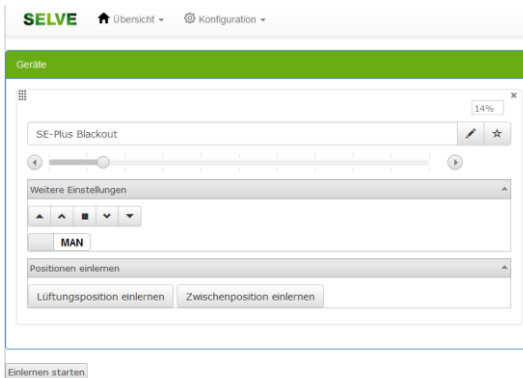 SELVE Übersicht Konfiguration
Geräte
14%
SE-Plus Blackout
Weitere Einstellungen
MAN
Positionen einlernen
Lüftungsposition einlernen Zwischenposition einlernen
Einlernen starten